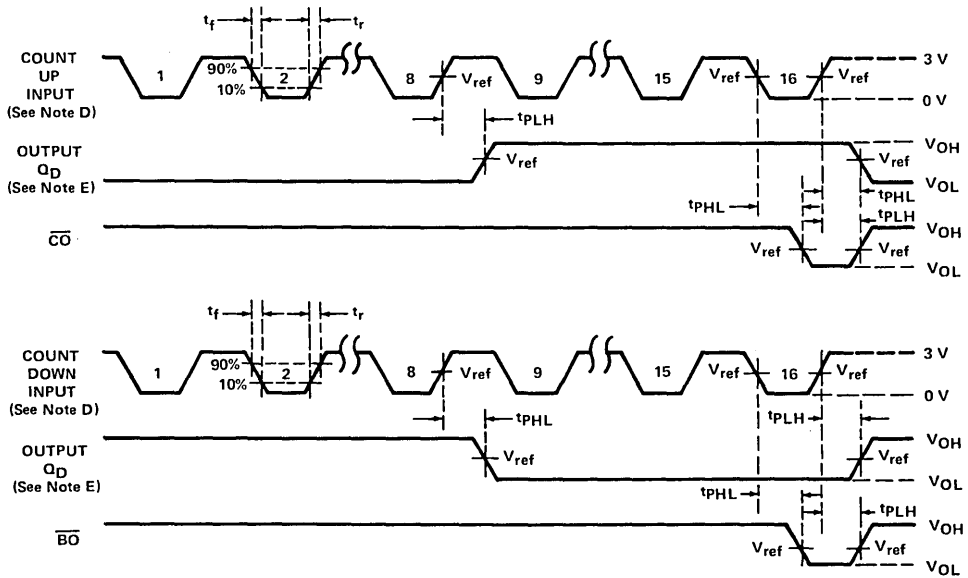 tf tr
COUNT UP INPUT (See Note D)
90%
10%
1 2 8 Vref 9 15 Vref 16 Vref
3 V
0 V
tPLH
OUTPUT QD (See Note E)
Vref
Vref
VOH
VOL
tPHL
tPHL
tPLH
CO
Vref
Vref
VOH
VOL
tf tr
COUNT DOWN INPUT (See Note D)
90%
10%
1 2 8 Vref 9 15 Vref 16 Vref
3 V
0 V
tPHL
tPLH
OUTPUT QD (See Note E)
Vref
Vref
VOH
VOL
tPHL
tPLH
BO
Vref
Vref
VOH
VOL